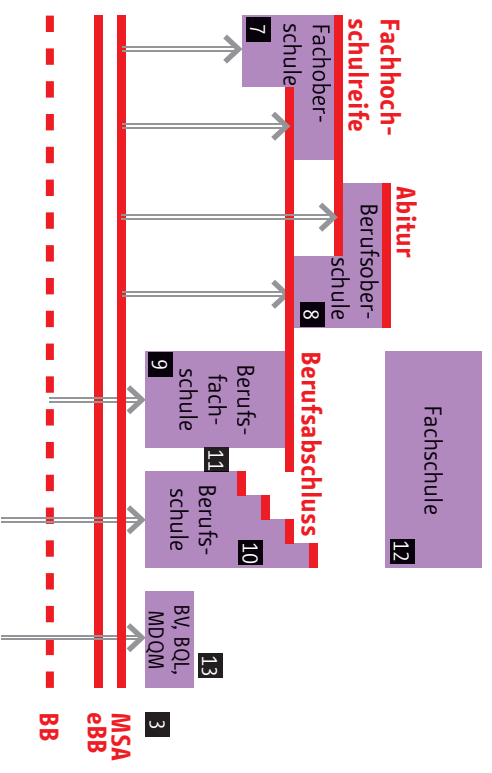 Fachhoch-
schulreife
Abitur
Fachober-
schule
7
Berufsober-
schule
8
Fachschule
12
Berufsabschluss
Berufs-
fach-
schule
9
11
Berufs-
schule
10
BV, BQL,
MDQM
13
3
MSA
eBB
BB